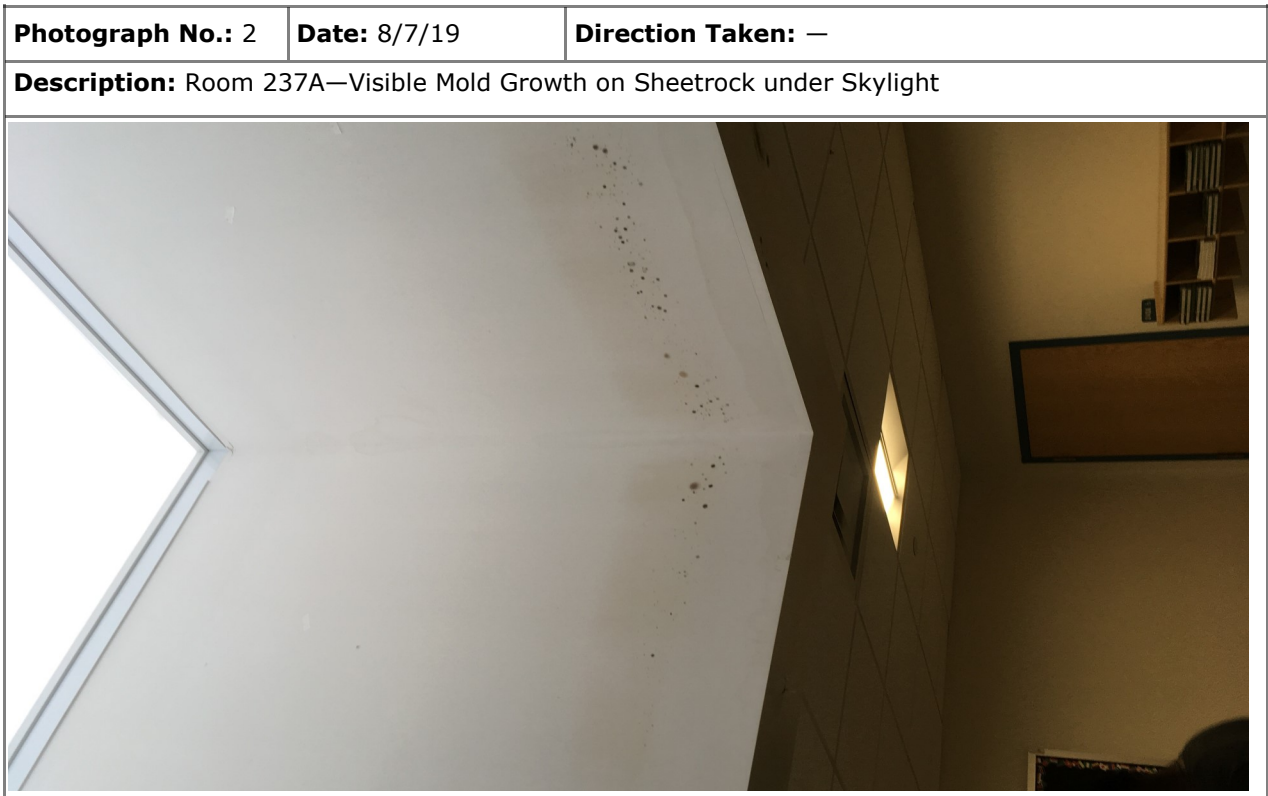 Photograph No.: 2 Date: 8/7/19 Direction Taken: —
Description: Room 237A—Visible Mold Growth on Sheetrock under Skylight